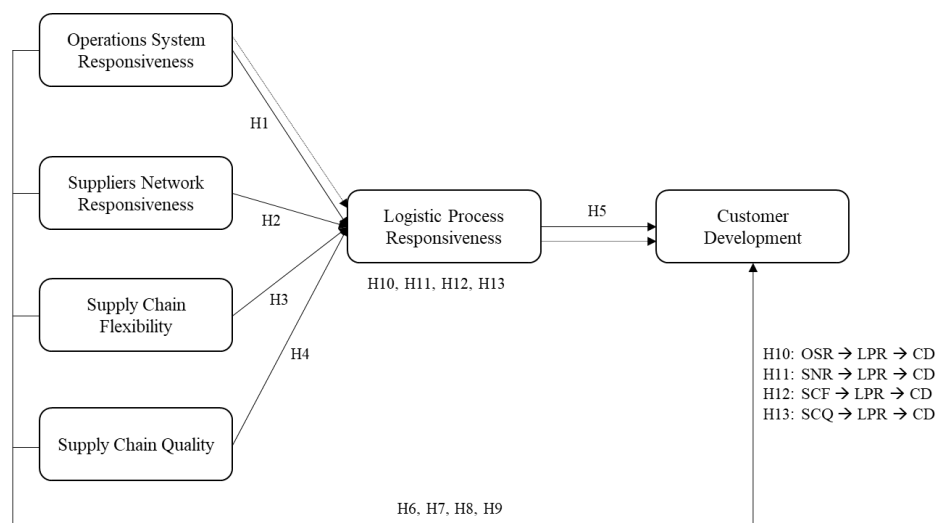 Operations System
Responsiveness
H1
Suppliers Network
Responsiveness
H2
Logistic Process
Responsiveness
H5
Customer
Development
H10, H11, H12, H13
Supply Chain
Flexibility
H3
H4
H10: OSR → LPR → CD
H11: SNR → LPR → CD
H12: SCF → LPR → CD
H13: SCQ → LPR → CD
Supply Chain Quality
H6, H7, H8, H9